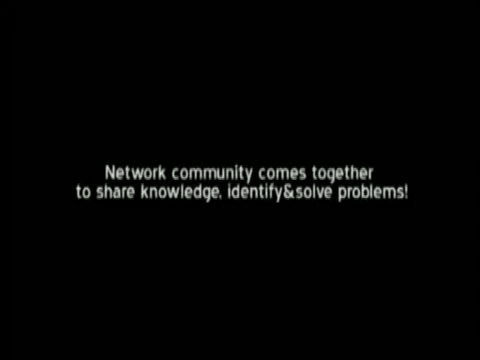 Network community comes together
to share knowledge, identify&solve problems!